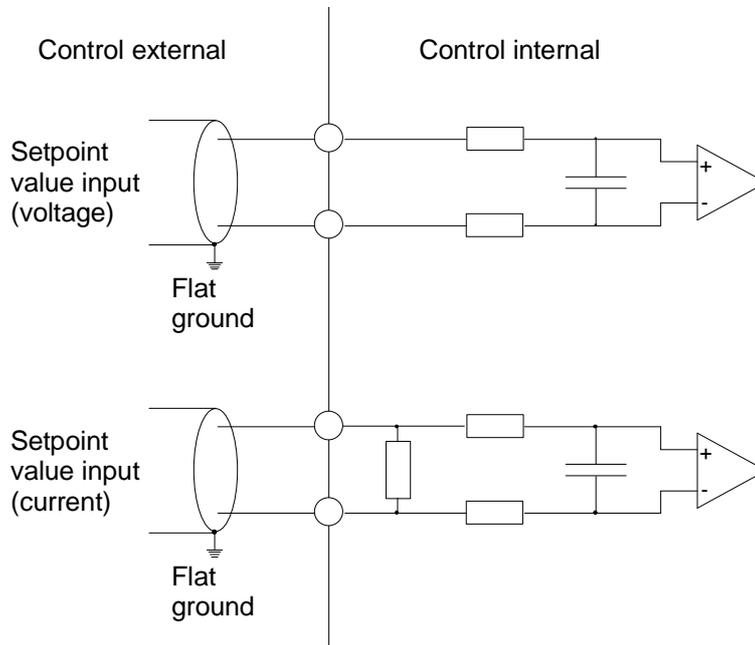 Control external
Control internal
Setpoint
value input
(voltage)
+
-
Flat
ground
Setpoint
value input
(current)
+
-
Flat
ground